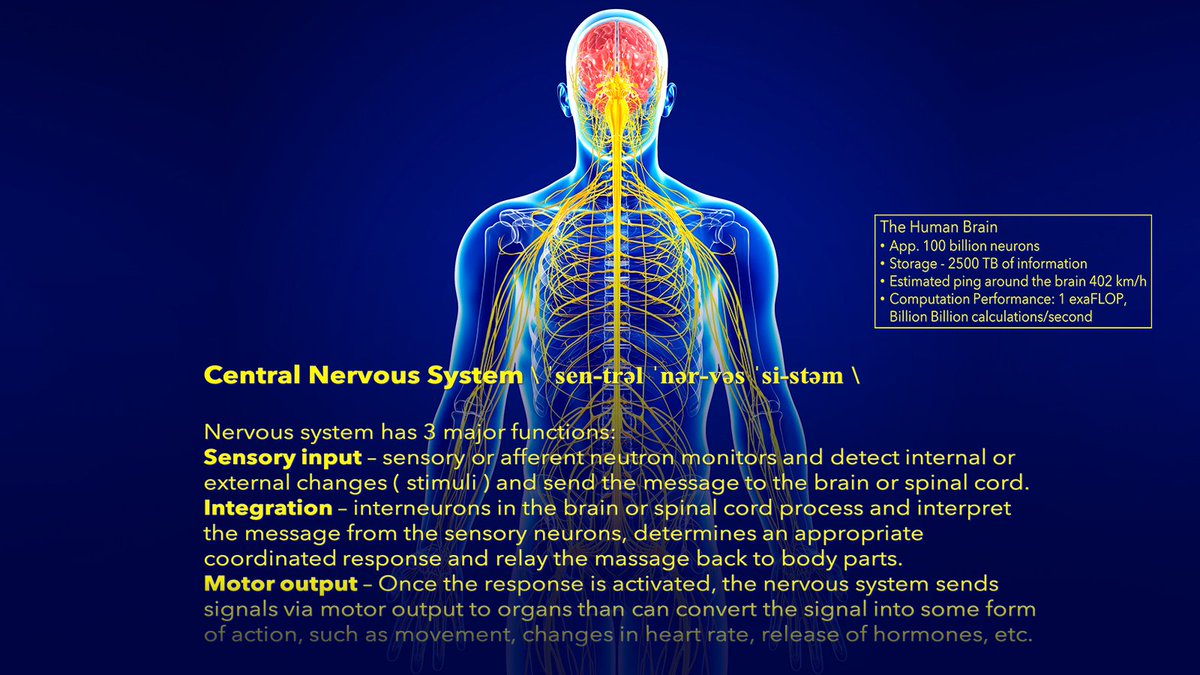 The Human Brain
• App. 100 billion neurons
• Storage - 2500 TB of information
• Estimated ping around the brain 402 km/h
• Computation Performance: 1 exaFLOP,
Billion Billion calculations/second
Central Nervous System \ ˈsen-trəl ˈnər-vəs ˈsi-stəm \
Nervous system has 3 major functions:
Sensory input – sensory or afferent neutron monitors and detect internal or
external changes ( stimuli ) and send the message to the brain or spinal cord.
Integration – interneurons in the brain or spinal cord process and interpret
the message from the sensory neurons, determines an appropriate
coordinated response and relay the massage back to body parts.
Motor output – Once the response is activated, the nervous system sends
signals via motor output to organs than can convert the signal into some form
of action, such as movement, changes in heart rate, release of hormones, etc.